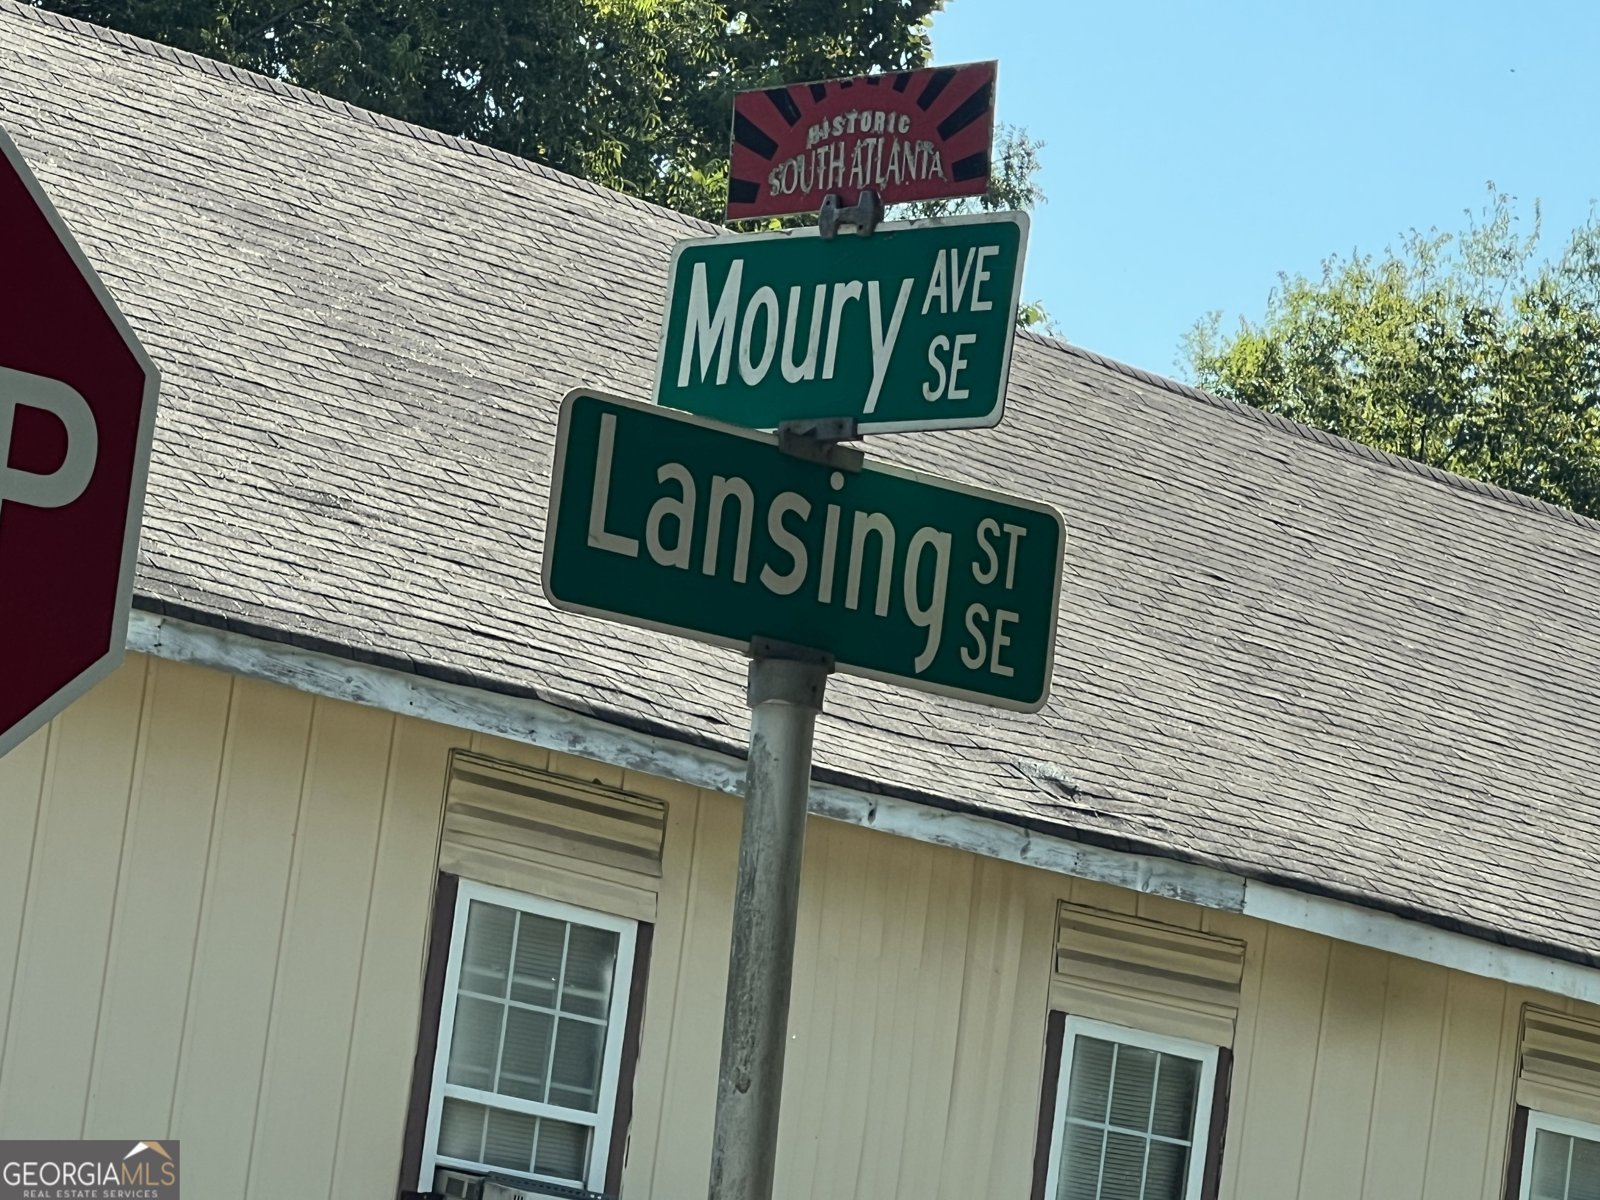 HISTORIC
SOUTH ATLANTA
Moury AVE SE
Lansing ST SE
P
GEORGIAMLS
REAL ESTATE SERVICES